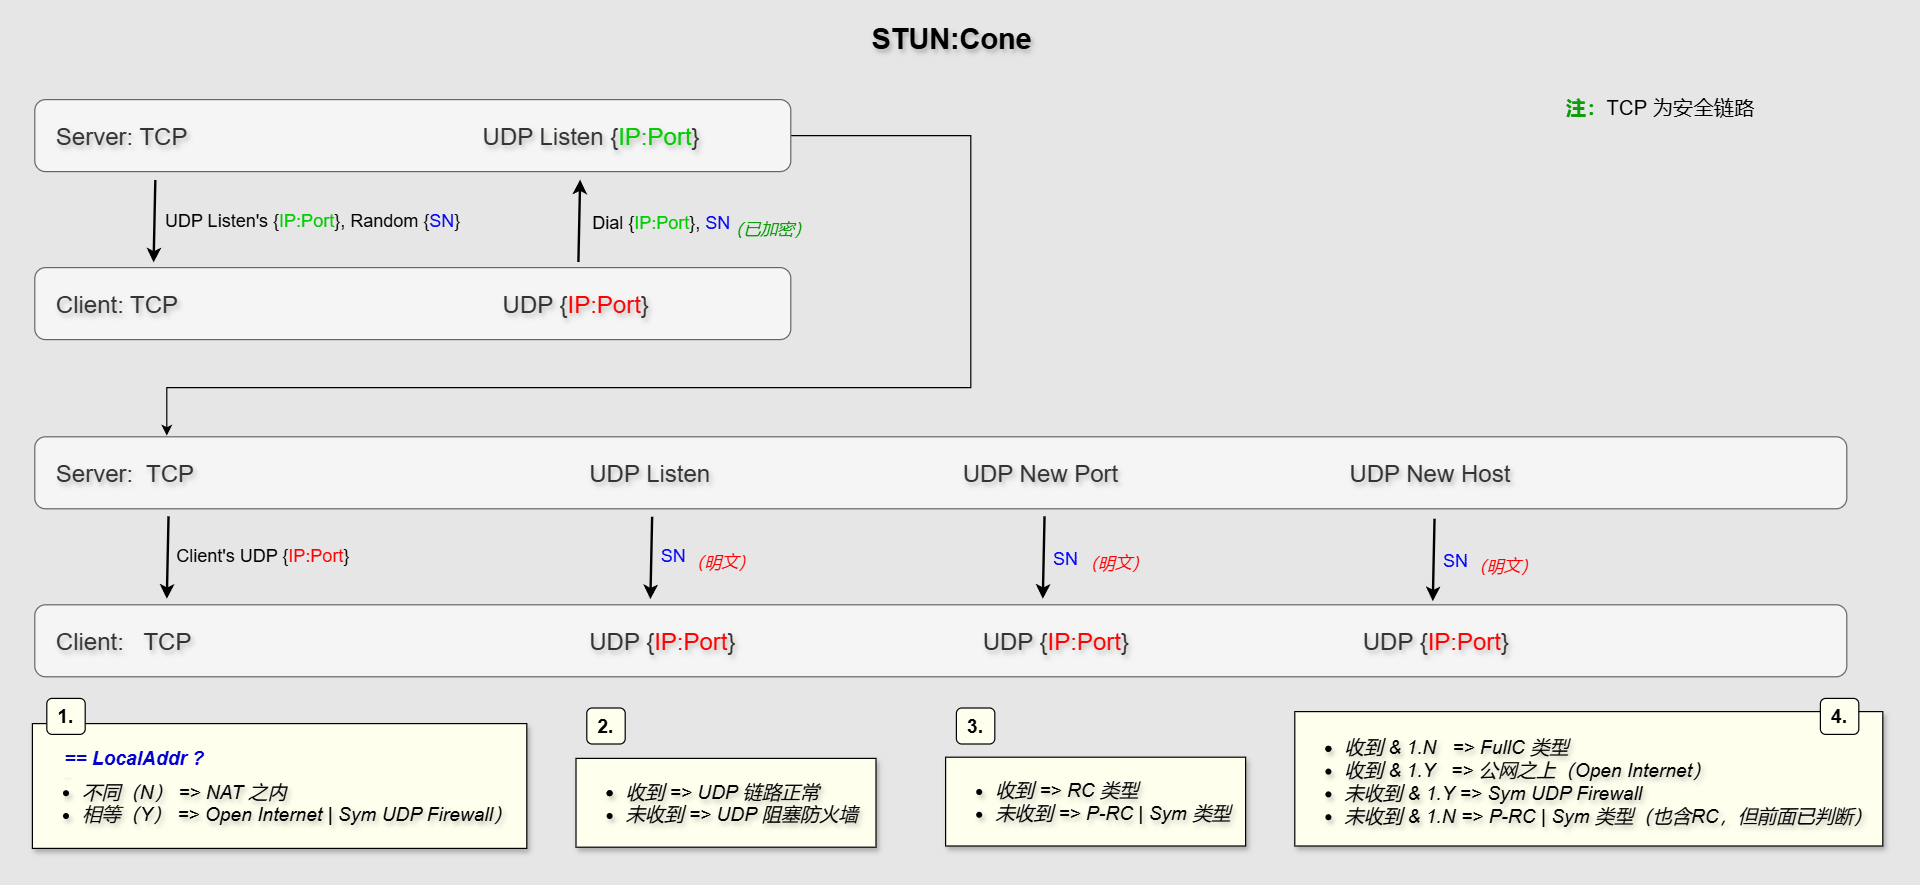 STUN:Cone
注：TCP 为安全链路
Server: TCP
UDP Listen {IP:Port}
UDP Listen's {IP:Port}, Random {SN}
Dial {IP:Port}, SN（已加密）
Client: TCP
UDP {IP:Port}
Server: TCP
UDP Listen
UDP New Port
UDP New Host
Client's UDP {IP:Port}
SN（明文）
SN（明文）
SN（明文）
Client: TCP
UDP {IP:Port}
UDP {IP:Port}
UDP {IP:Port}
1.
== LocalAddr ?
不同（N） => NAT 之内
相等（Y） => Open Internet | Sym UDP Firewall）
2.
收到 => UDP 链路正常
未收到 => UDP 阻塞防火墙
3.
收到 => RC 类型
未收到 => P-RC | Sym 类型
4.
收到 & 1.N => FullC 类型
收到 & 1.Y => 公网之上（Open Internet）
未收到 & 1.Y => Sym UDP Firewall
未收到 & 1.N => P-RC | Sym 类型（也含RC，但前面已判断）